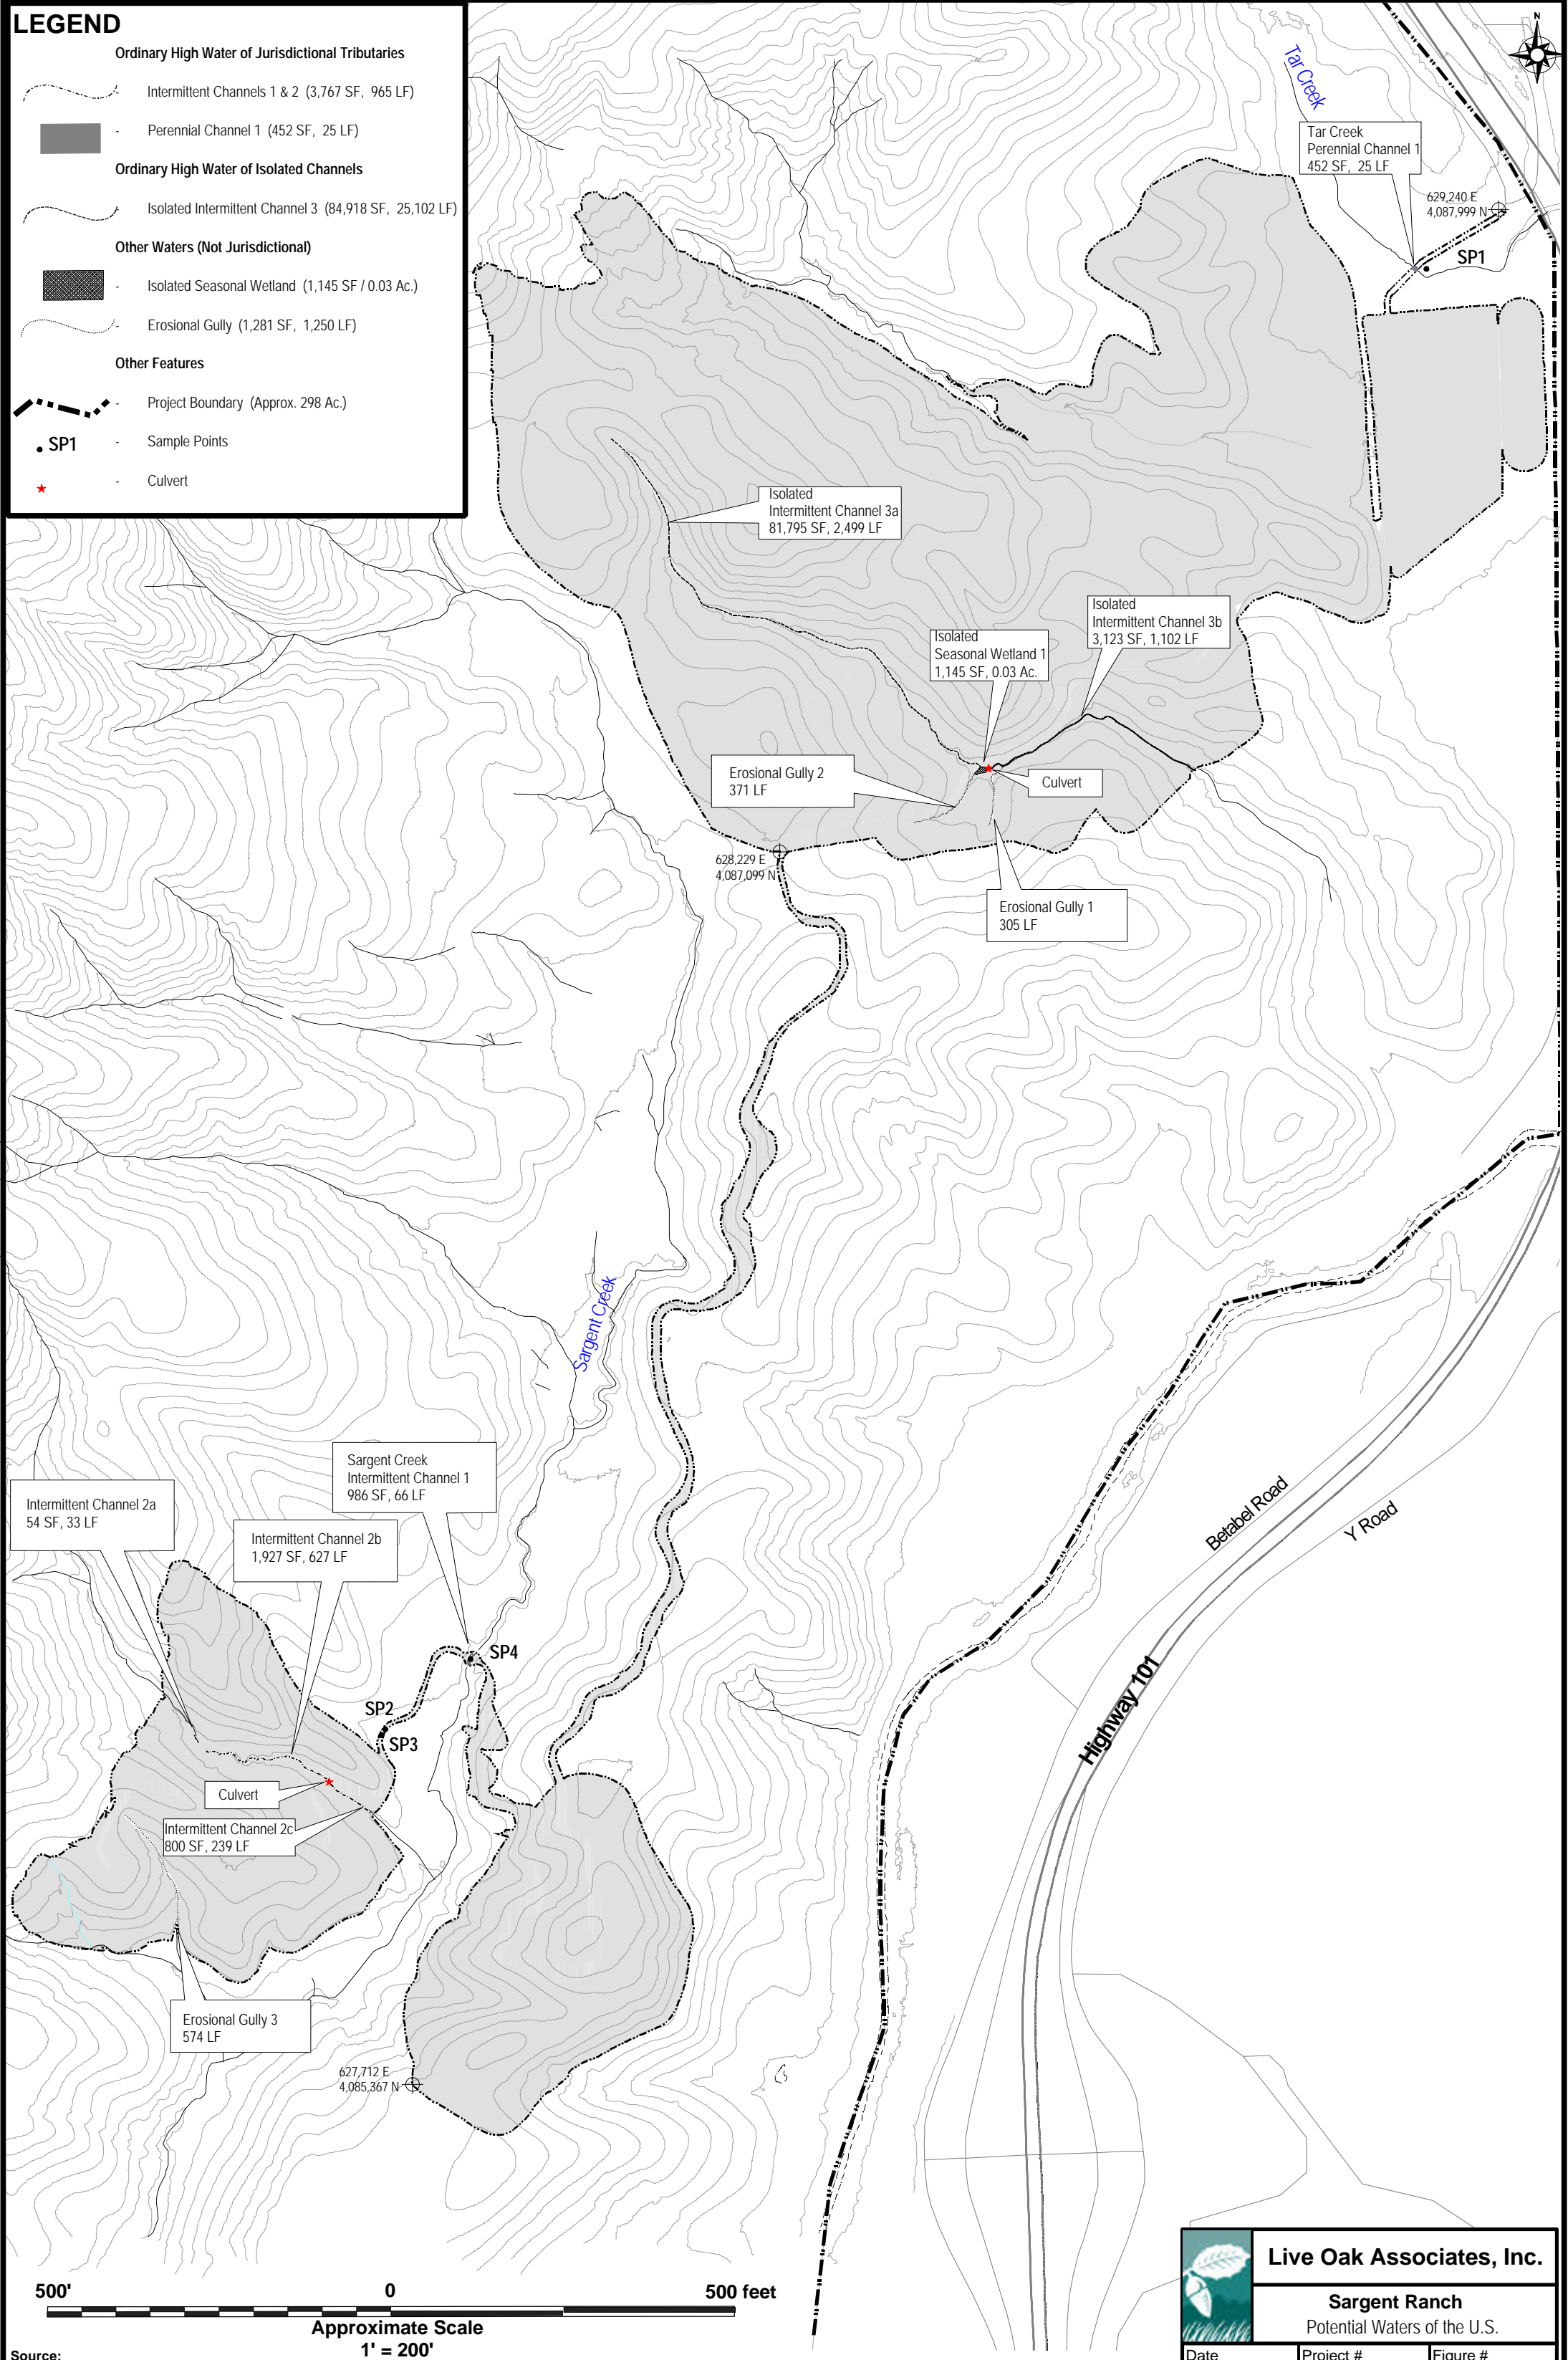 LEGEND
Ordinary High Water of Jurisdictional Tributaries
- Intermittent Channels 1 & 2 (3,767 SF, 965 LF)
- Perennial Channel 1 (452 SF, 25 LF)
Ordinary High Water of Isolated Channels
- Isolated Intermittent Channel 3 (84,918 SF, 25,102 LF)
Other Waters (Not Jurisdictional)
- Isolated Seasonal Wetland (1,145 SF / 0.03 Ac.)
- Erosional Gully (1,281 SF, 1,250 LF)
Other Features
- Project Boundary (Approx. 298 Ac.)
SP1 - Sample Points
- Culvert
N
Tar Creek
Tar Creek
Perennial Channel 1
452 SF, 25 LF
629,240 E
4,087,999 N
SP1
Isolated
Intermittent Channel 3a
81,795 SF, 2,499 LF
Isolated
Intermittent Channel 3b
3,123 SF, 1,102 LF
Isolated
Seasonal Wetland 1
1,145 SF, 0.03 Ac.
Erosional Gully 2
371 LF
Culvert
628,229 E
4,087,099 N
Erosional Gully 1
305 LF
Sargent Creek
Sargent Creek
Intermittent Channel 1
986 SF, 66 LF
Intermittent Channel 2a
54 SF, 33 LF
Intermittent Channel 2b
1,927 SF, 627 LF
Betabel Road
Y Road
Highway 101
SP4
SP2
SP3
Culvert
Intermittent Channel 2c
800 SF, 239 LF
Erosional Gully 3
574 LF
627,712 E
4,085,367 N
500' 0 500 feet
Approximate Scale
1' = 200'
Source:
Live Oak Associates, Inc.
Sargent Ranch
Potential Waters of the U.S.
Date Project # Figure #